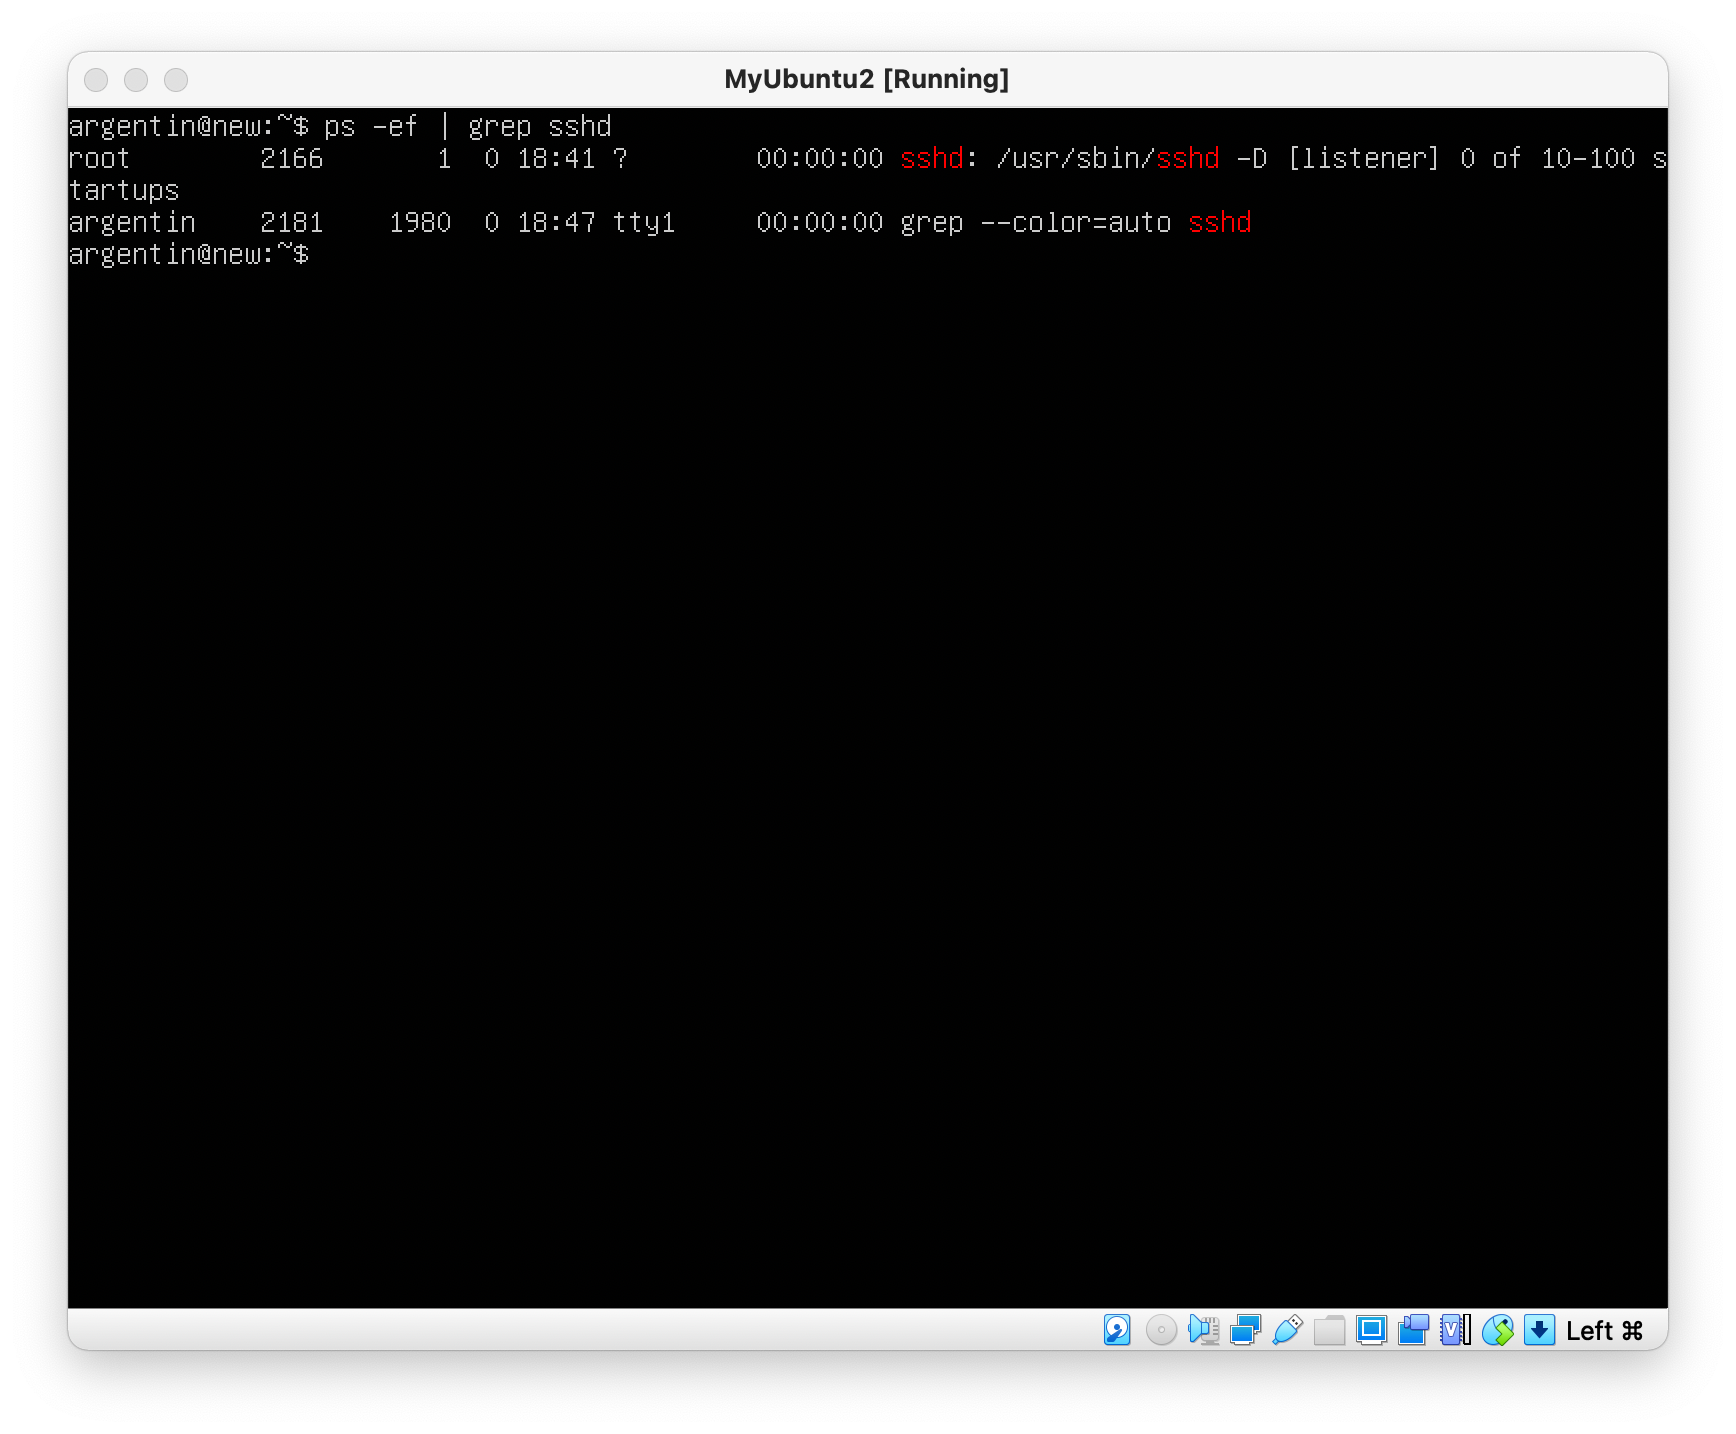 MyUbuntu2 [Running]
argentin@new:~$ ps -ef | grep sshd
root        2166       1  0 18:41 ?        00:00:00 sshd: /usr/sbin/sshd -D [listener] 0 of 10-100 s
tartups
argentin    2181    1980  0 18:47 tty1     00:00:00 grep --color=auto sshd
argentin@new:~$
Left ⌘